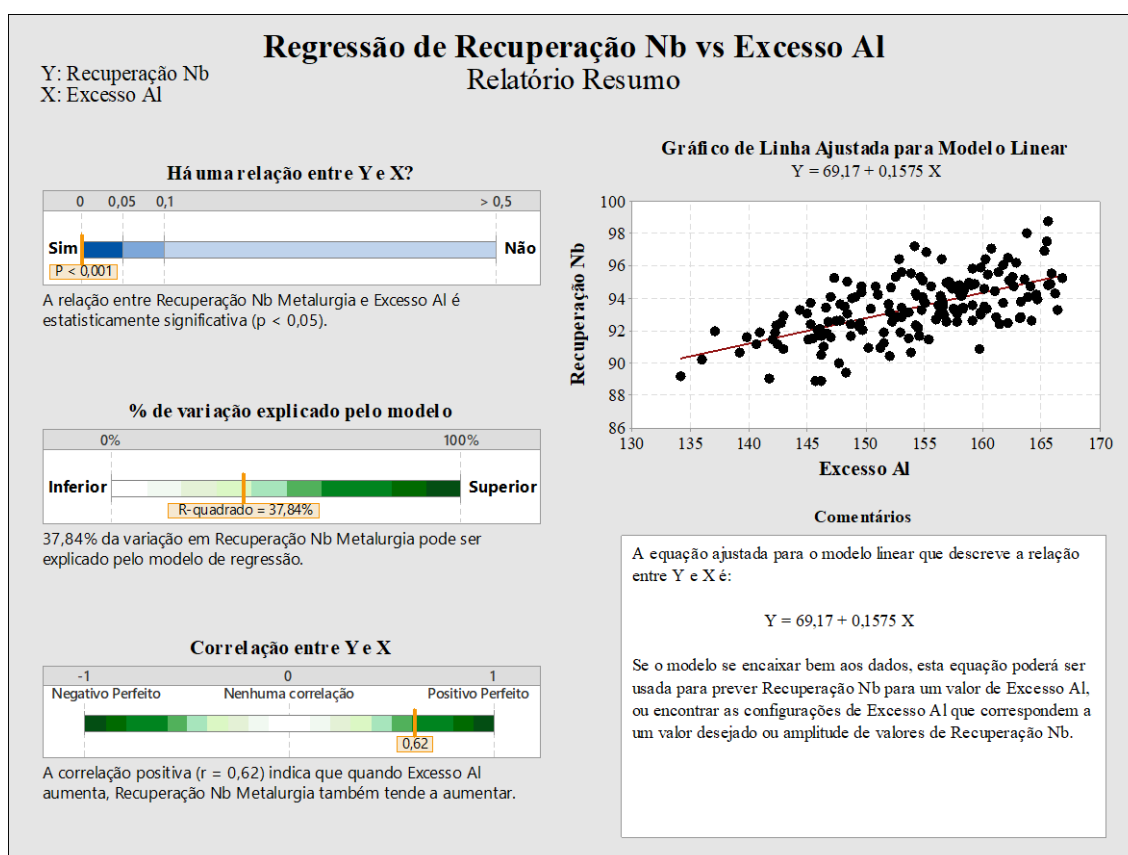 Regressão de Recuperação Nb vs Excesso Al
Relatório Resumo
Y: Recuperação Nb
X: Excesso Al
Há uma relação entre Y e X?
0 0,05 0,1 > 0,5
Sim Não
P < 0,001
A relação entre Recuperação Nb Metalurgia e Excesso Al é
estatisticamente significativa (p < 0,05).
% de variação explicado pelo modelo
0% 100%
Inferior Superior
R-quadrado = 37,84%
37,84% da variação em Recuperação Nb Metalurgia pode ser
explicado pelo modelo de regressão.
Correlação entre Y e X
-1 0 1
Negativo Perfeito Nenhuma correlação Positivo Perfeito
0,62
A correlação positiva (r = 0,62) indica que quando Excesso Al
aumenta, Recuperação Nb Metalurgia também tende a aumentar.
Gráfico de Linha Ajustada para Modelo Linear
Y = 69,17 + 0,1575 X
100
98
96
94
92
90
88
86
Recuperação Nb
130 135 140 145 150 155 160 165 170
Excesso Al
Comentários
A equação ajustada para o modelo linear que descreve a relação
entre Y e X é:
Y = 69,17 + 0,1575 X
Se o modelo se encaixar bem aos dados, esta equação poderá ser
usada para prever Recuperação Nb para um valor de Excesso Al,
ou encontrar as configurações de Excesso Al que correspondem a
um valor desejado ou amplitude de valores de Recuperação Nb.